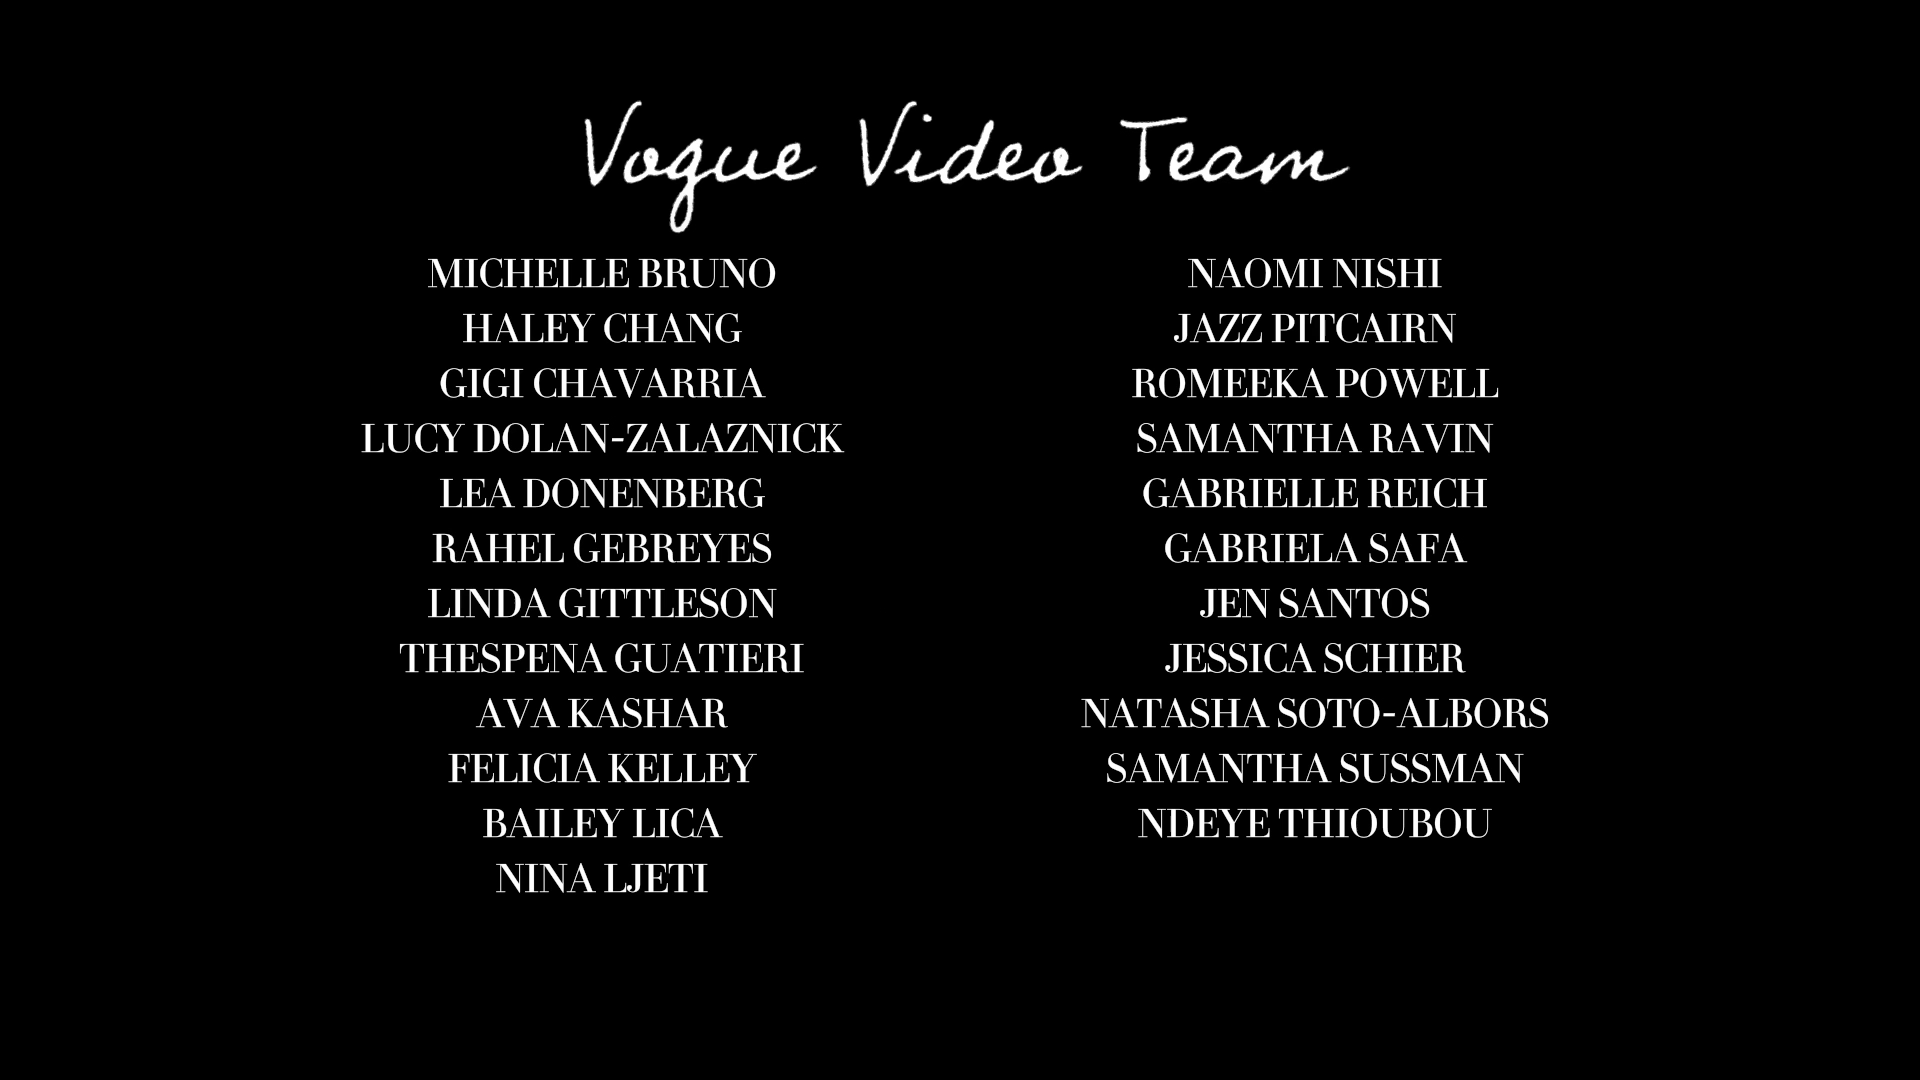 Vogue Video Team
MICHELLE BRUNO
HALEY CHANG
GIGI CHAVARRIA
LUCY DOLAN-ZALAZNICK
LEA DONENBERG
RAHEL GEBREYES
LINDA GITTLESON
THESPENA GUATIERI
AVA KASHAR
FELICIA KELLEY
BAILEY LICA
NINA LJETI
NAOMI NISHI
JAZZ PITCAIRN
ROMEEKA POWELL
SAMANTHA RAVIN
GABRIELLE REICH
GABRIELA SAFA
JEN SANTOS
JESSICA SCHIER
NATASHA SOTO-ALBORS
SAMANTHA SUSSMAN
NDEYE THIOUBOU